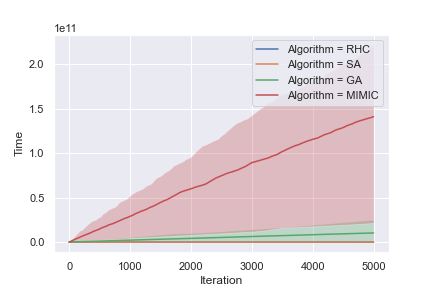 1e11
Algorithm = RHC
Algorithm = SA
Algorithm = GA
Algorithm = MIMIC
2.0
1.5
1.0
0.5
0.0
Time
0 1000 2000 3000 4000 5000
Iteration